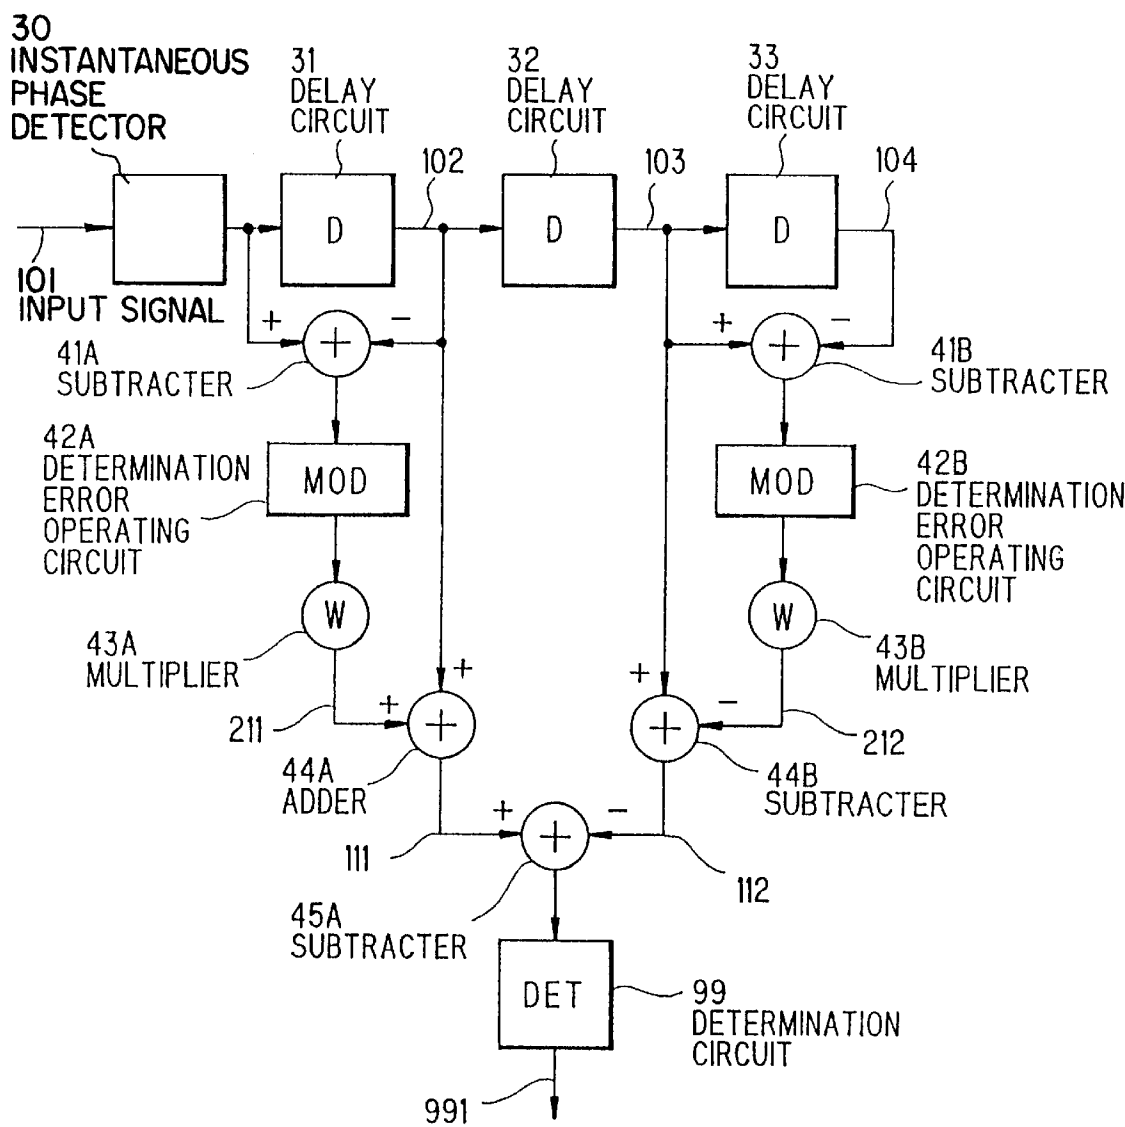 30
INSTANTANEOUS
PHASE
DETECTOR
31
DELAY
CIRCUIT
32
DELAY
CIRCUIT
33
DELAY
CIRCUIT
102
103
104
D
D
D
101
INPUT SIGNAL
+
−
+
−
+
+
41A
SUBTRACTER
41B
SUBTRACTER
42A
DETERMINATION
ERROR
OPERATING
CIRCUIT
MOD
MOD
42B
DETERMINATION
ERROR
OPERATING
CIRCUIT
W
W
43A
MULTIPLIER
43B
MULTIPLIER
+
+
+
−
+
+
211
212
44A
ADDER
44B
SUBTRACTER
+
−
+
111
112
45A
SUBTRACTER
DET
99
DETERMINATION
CIRCUIT
991